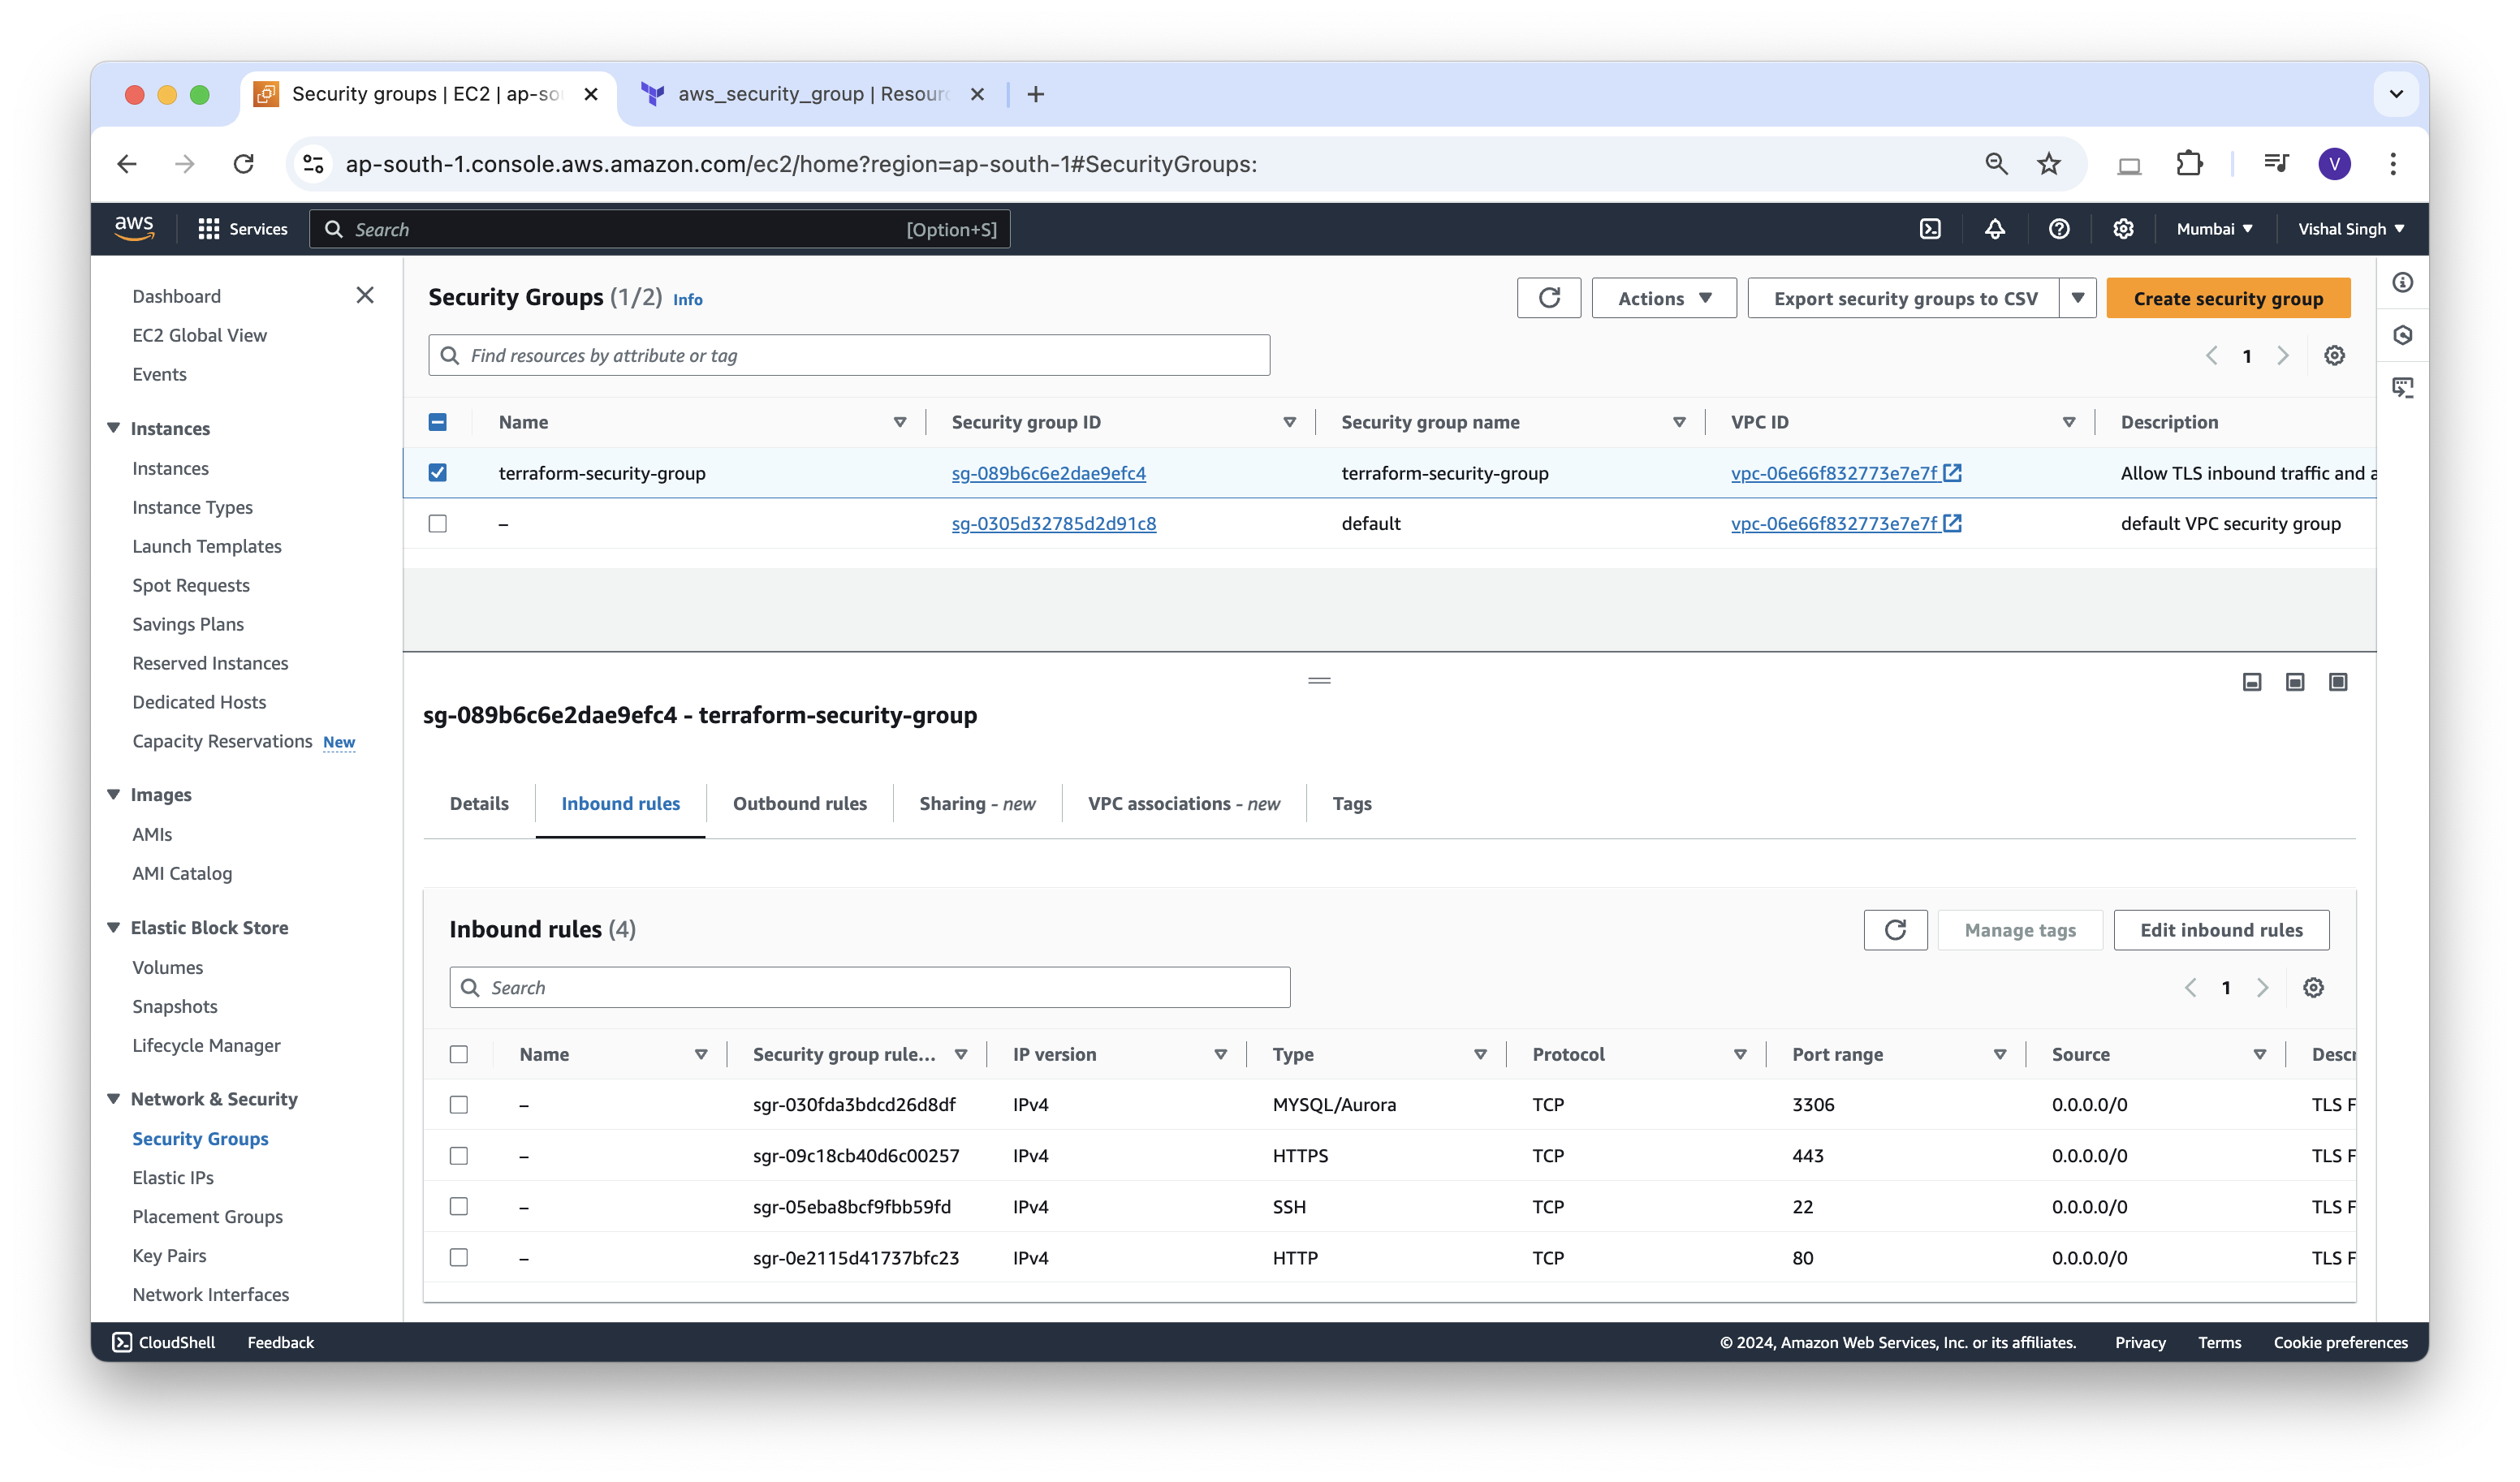 Security groups | EC2 | ap-so
aws_security_group | Resour
ap-south-1.console.aws.amazon.com/ec2/home?region=ap-south-1#SecurityGroups:
V
aws
Services
Search
[Option+S]
Mumbai
Vishal Singh
Dashboard
EC2 Global View
Events
Instances
Instances
Instance Types
Launch Templates
Spot Requests
Savings Plans
Reserved Instances
Dedicated Hosts
Capacity Reservations New
Images
AMIs
AMI Catalog
Elastic Block Store
Volumes
Snapshots
Lifecycle Manager
Network & Security
Security Groups
Elastic IPs
Placement Groups
Key Pairs
Network Interfaces
Security Groups (1/2) Info
Actions
Export security groups to CSV
Create security group
Find resources by attribute or tag
1
Name Security group ID Security group name VPC ID Description
terraform-security-group sg-089b6c6e2dae9efc4 terraform-security-group vpc-06e66f832773e7e7f Allow TLS inbound traffic and a
– sg-0305d32785d2d91c8 default vpc-06e66f832773e7e7f default VPC security group
sg-089b6c6e2dae9efc4 - terraform-security-group
Details Inbound rules Outbound rules Sharing - new VPC associations - new Tags
Inbound rules (4)
Manage tags
Edit inbound rules
Search
1
Name Security group rule... IP version Type Protocol Port range Source Descr
– sgr-030fda3bdcd26d8df IPv4 MYSQL/Aurora TCP 3306 0.0.0.0/0 TLS F
– sgr-09c18cb40d6c00257 IPv4 HTTPS TCP 443 0.0.0.0/0 TLS F
– sgr-05eba8bcf9fbb59fd IPv4 SSH TCP 22 0.0.0.0/0 TLS F
– sgr-0e2115d41737bfc23 IPv4 HTTP TCP 80 0.0.0.0/0 TLS F
CloudShell Feedback © 2024, Amazon Web Services, Inc. or its affiliates. Privacy Terms Cookie preferences